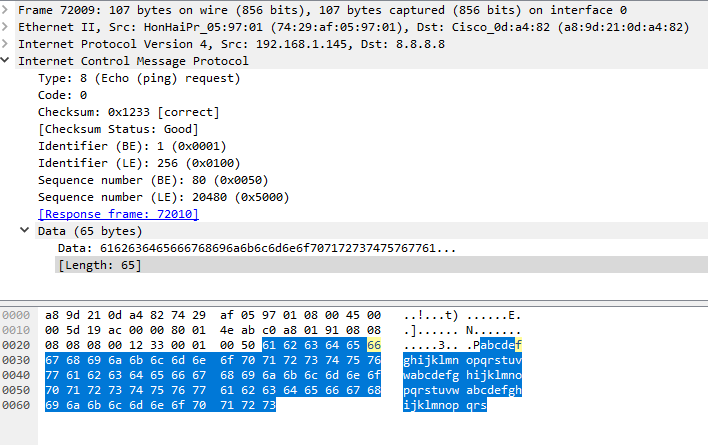 Frame 72009: 107 bytes on wire (856 bits), 107 bytes captured (856 bits) on interface 0
Ethernet II, Src: HonHaiPr_05:97:01 (74:29:af:05:97:01), Dst: Cisco_0d:a4:82 (a8:9d:21:0d:a4:82)
Internet Protocol Version 4, Src: 192.168.1.145, Dst: 8.8.8.8
Internet Control Message Protocol
Type: 8 (Echo (ping) request)
Code: 0
Checksum: 0x1233 [correct]
[Checksum Status: Good]
Identifier (BE): 1 (0x0001)
Identifier (LE): 256 (0x0100)
Sequence number (BE): 80 (0x0050)
Sequence number (LE): 20480 (0x5000)
[Response frame: 72010]
Data (65 bytes)
Data: 6162636465666768696a6b6c6d6e6f707172737475767761...
[Length: 65]
0000 a8 9d 21 0d a4 82 74 29 af 05 97 01 08 00 45 00 ..!...t) ......E.
0010 00 5d 19 ac 00 00 80 01 4e ab c0 a8 01 91 08 08 .]...... N.......
0020 08 08 08 00 12 33 00 01 00 50 61 62 63 64 65 66 .....3.. .Pabcdef
0030 67 68 69 6a 6b 6c 6d 6e 6f 70 71 72 73 74 75 76 ghijklmn opqrstuv
0040 77 61 62 63 64 65 66 67 68 69 6a 6b 6c 6d 6e 6f wabcdefg hijklmno
0050 70 71 72 73 74 75 76 77 61 62 63 64 65 66 67 68 pqrstuvw abcdefgh
0060 69 6a 6b 6c 6d 6e 6f 70 71 72 73 ijklmnop qrs